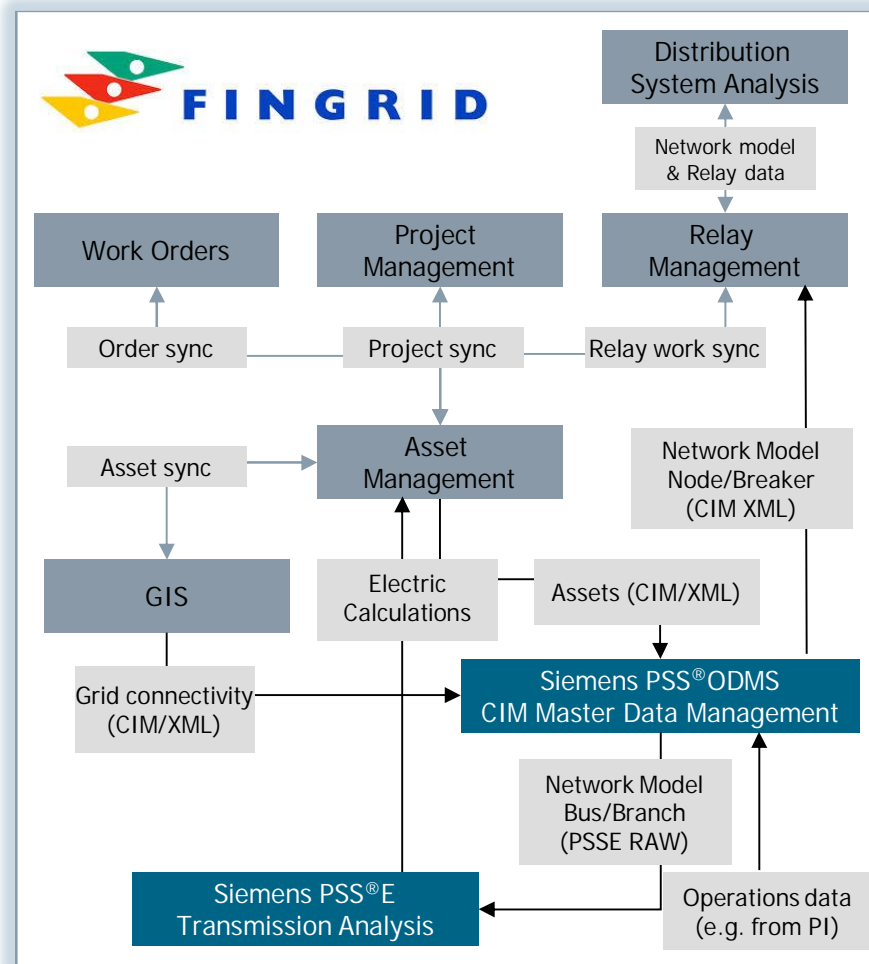 FINGRID
Distribution
System Analysis
Network model
& Relay data
Work Orders
Project
Management
Relay
Management
Order sync
Project sync
Relay work sync
Asset sync
Asset
Management
Network Model
Node/Breaker
(CIM XML)
GIS
Electric
Calculations
Assets (CIM/XML)
Grid connectivity
(CIM/XML)
Siemens PSS®ODMS
CIM Master Data Management
Network Model
Bus/Branch
(PSSE RAW)
Siemens PSS®E
Transmission Analysis
Operations data
(e.g. from PI)